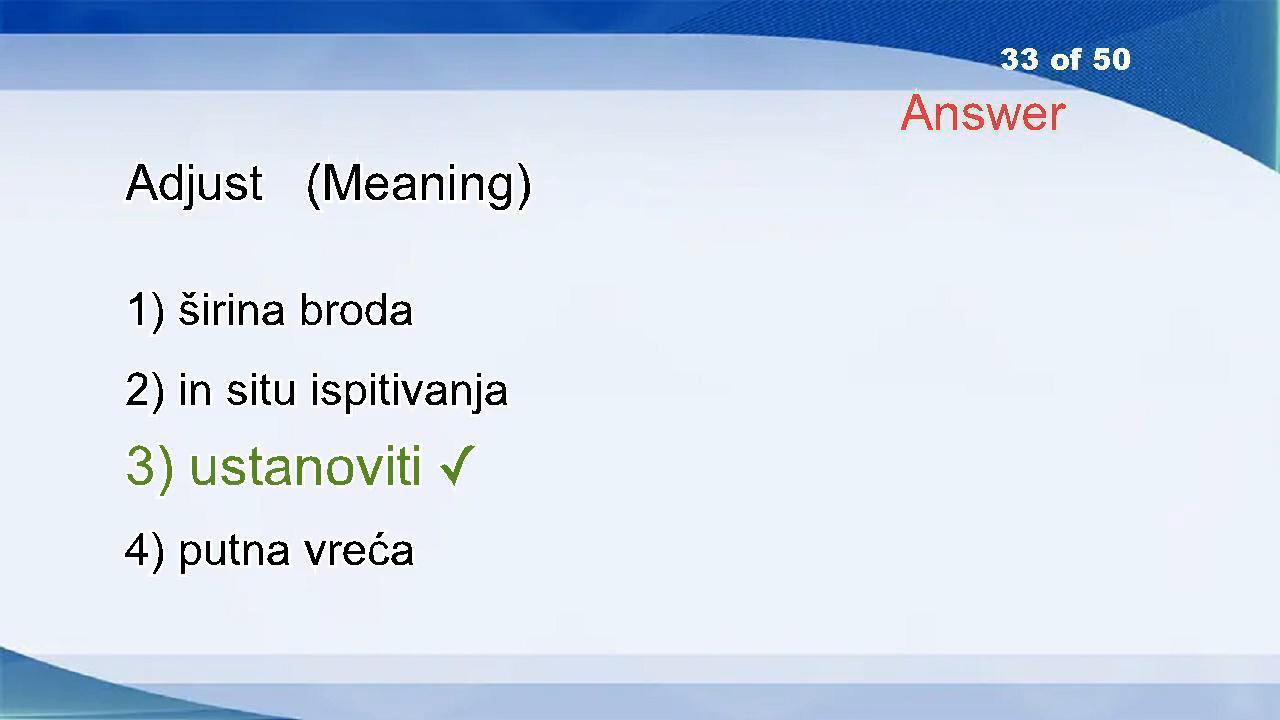 33 of 50
Answer
Adjust (Meaning)
1) širina broda
2) in situ ispitivanja
3) ustanoviti ✓
4) putna vreća